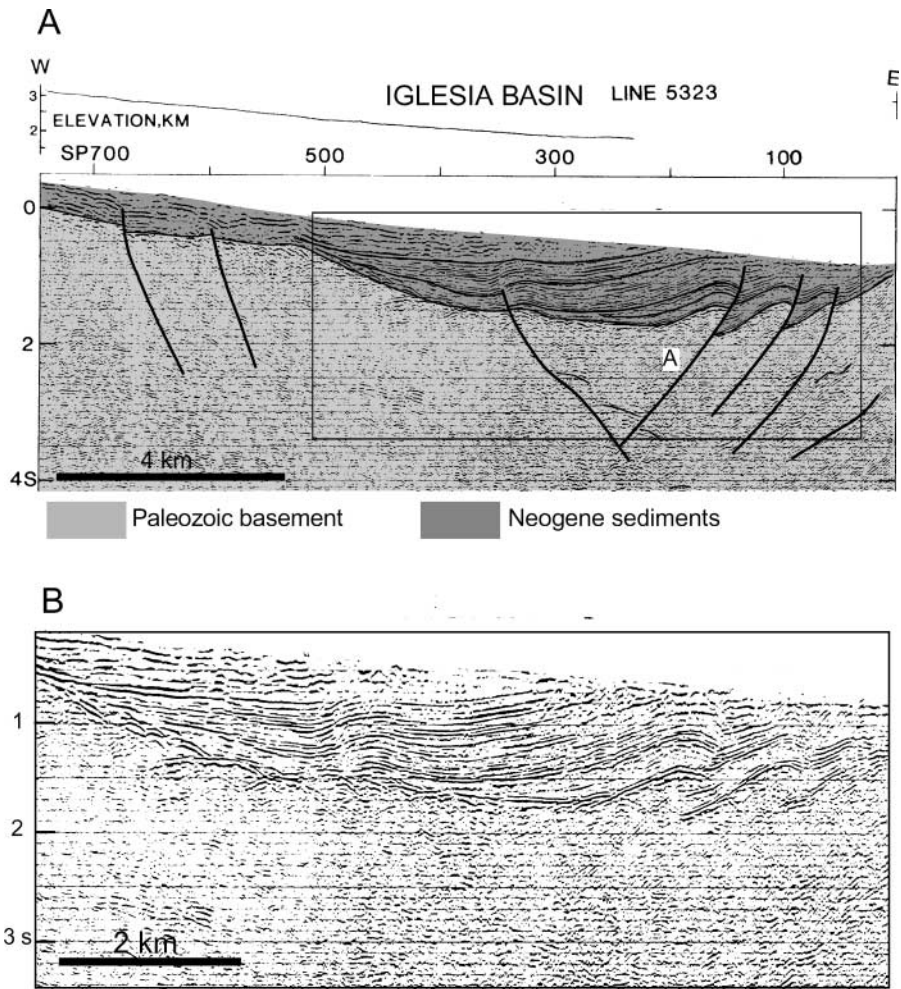 A
W
E
IGLESIA BASIN LINE 5323
3
ELEVATION,KM
2
SP700 500 300 100
0
2
A
4 km
4S
Paleozoic basement Neogene sediments
B
1
2
3 s
2 km